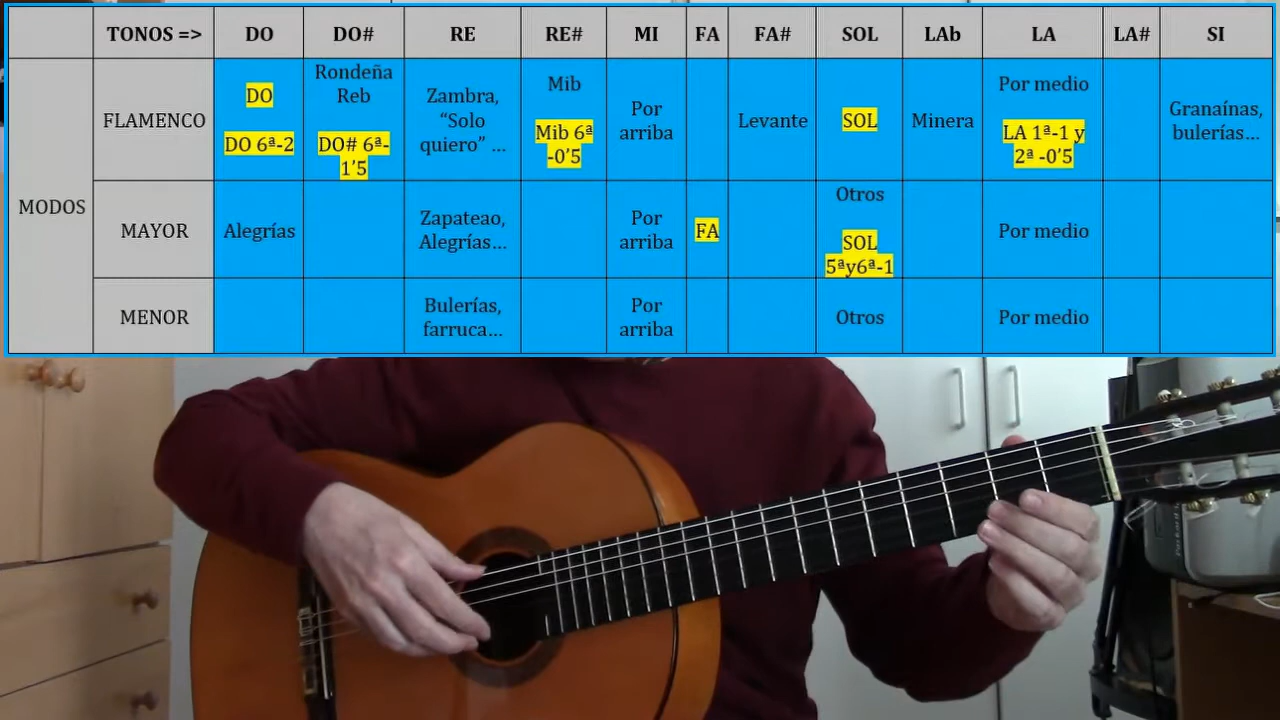 TONOS => DO DO# RE RE# MI FA FA# SOL LAb LA LA# SI
MODOS
FLAMENCO
DO
DO 6ª-2
Rondeña
Reb
DO# 6ª-
1’5
Zambra,
“Solo
quiero” ...
Mib
Mib 6ª
-0’5
Por
arriba
Levante
SOL
Minera
Por medio
LA 1ª-1 y
2ª -0’5
Granaínas,
bulerías...
MAYOR
Alegrías
Zapateao,
Alegrías...
Por
arriba
FA
Otros
SOL
5ªy6ª-1
Por medio
MENOR
Bulerías,
farruca...
Por
arriba
Otros
Por medio